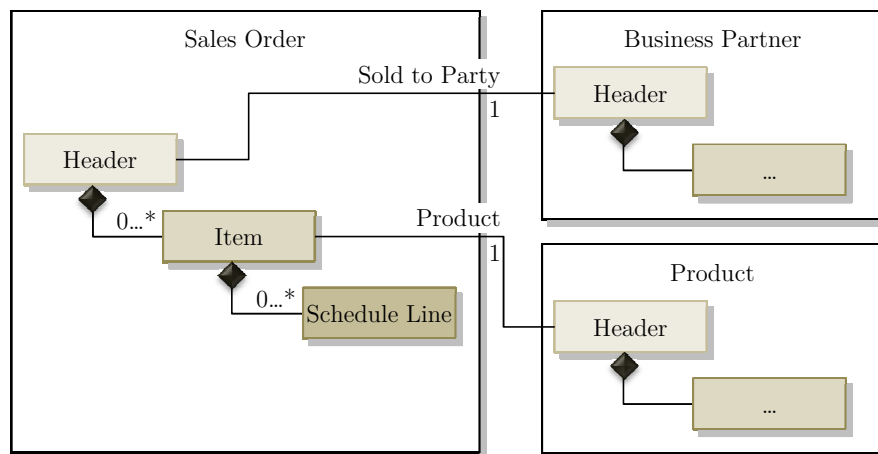 Sales Order
Business Partner
Sold to Party
1
Header
Header
...
0...*
Item
Product
1
Product
0...*
Schedule Line
Header
...